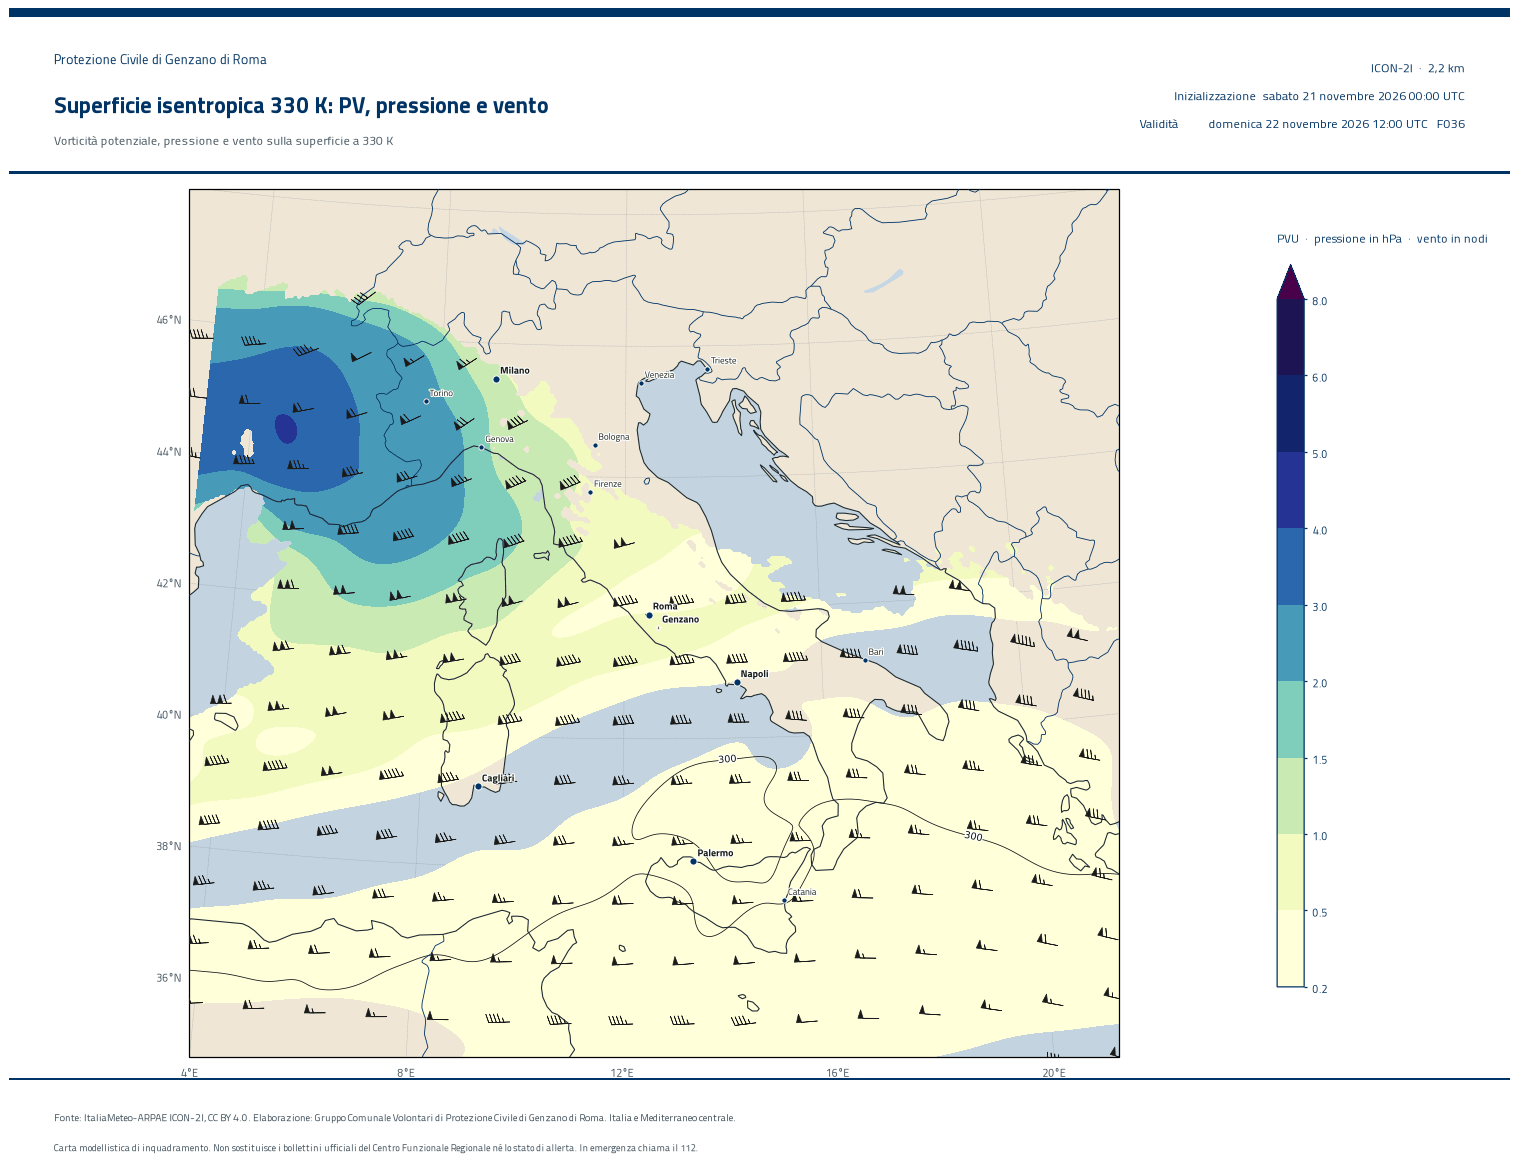 Protezione Civile di Genzano di Roma
Superficie isentropica 330 K: PV, pressione e vento
Vorticità potenziale, pressione e vento sulla superficie a 330 K
ICON-2I · 2,2 km
Inizializzazione sabato 21 novembre 2026 00:00 UTC
Validità domenica 22 novembre 2026 12:00 UTC F036
PVU · pressione in hPa · vento in nodi
8.0
6.0
5.0
4.0
3.0
2.0
1.5
1.0
0.5
0.2
46°N
44°N
42°N
40°N
38°N
36°N
4°E
8°E
12°E
16°E
20°E
Milano
Torino
Venezia
Trieste
Genova
Bologna
Firenze
Roma
Genzano
Napoli
Bari
Cagliari
Palermo
Catania
300
300
Fonte: ItaliaMeteo-ARPAE ICON-2I, CC BY 4.0. Elaborazione: Gruppo Comunale Volontari di Protezione Civile di Genzano di Roma. Italia e Mediterraneo centrale.
Carta modellistica di inquadramento. Non sostituisce i bollettini ufficiali del Centro Funzionale Regionale né lo stato di allerta. In emergenza chiama il 112.